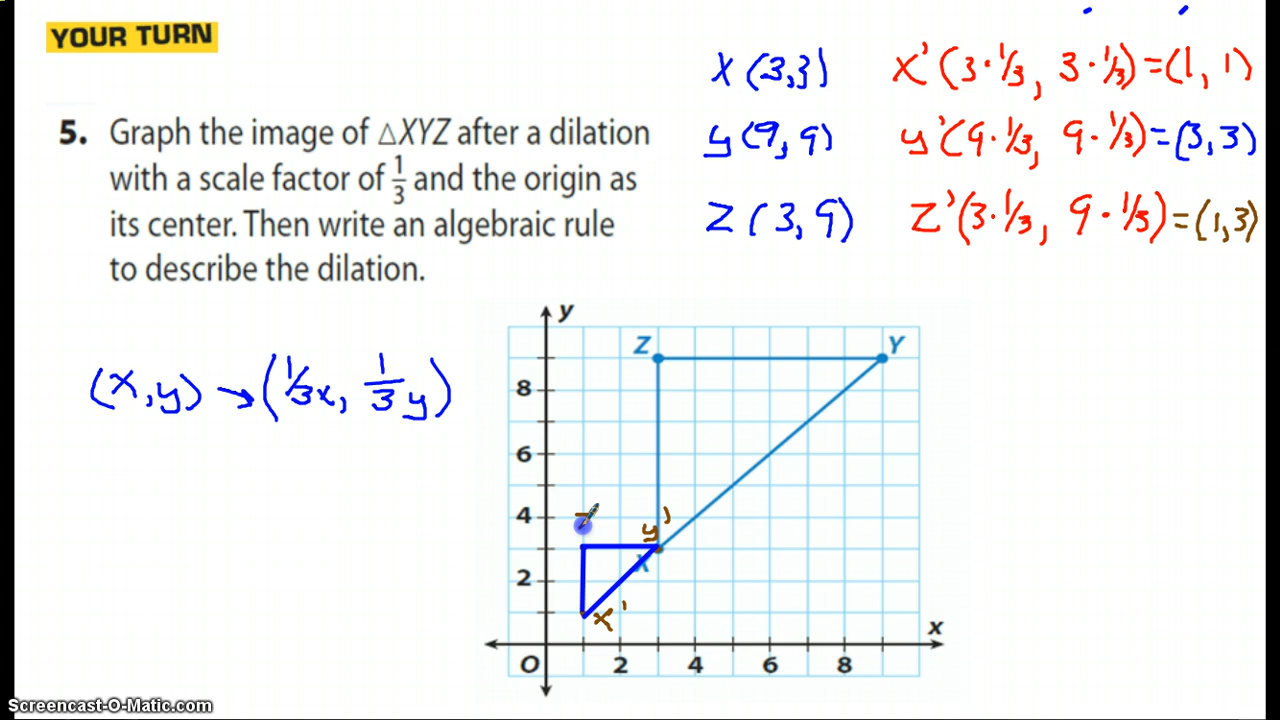 YOUR TURN
5. Graph the image of △XYZ after a dilation
with a scale factor of 1/3 and the origin as
its center. Then write an algebraic rule
to describe the dilation.
(x,y) → (1/3x, 1/3y)
X (3,3) X'(3·1/3, 3·1/3)=(1, 1)
y (9, 9) y'(9·1/3, 9·1/3)=(3,3)
Z (3,9) Z'(3·1/3, 9·1/3)=(1,3)
y
Z Y
8
6
4
y'
X
2
x'
x
O 2 4 6 8
Screencast-O-Matic.com